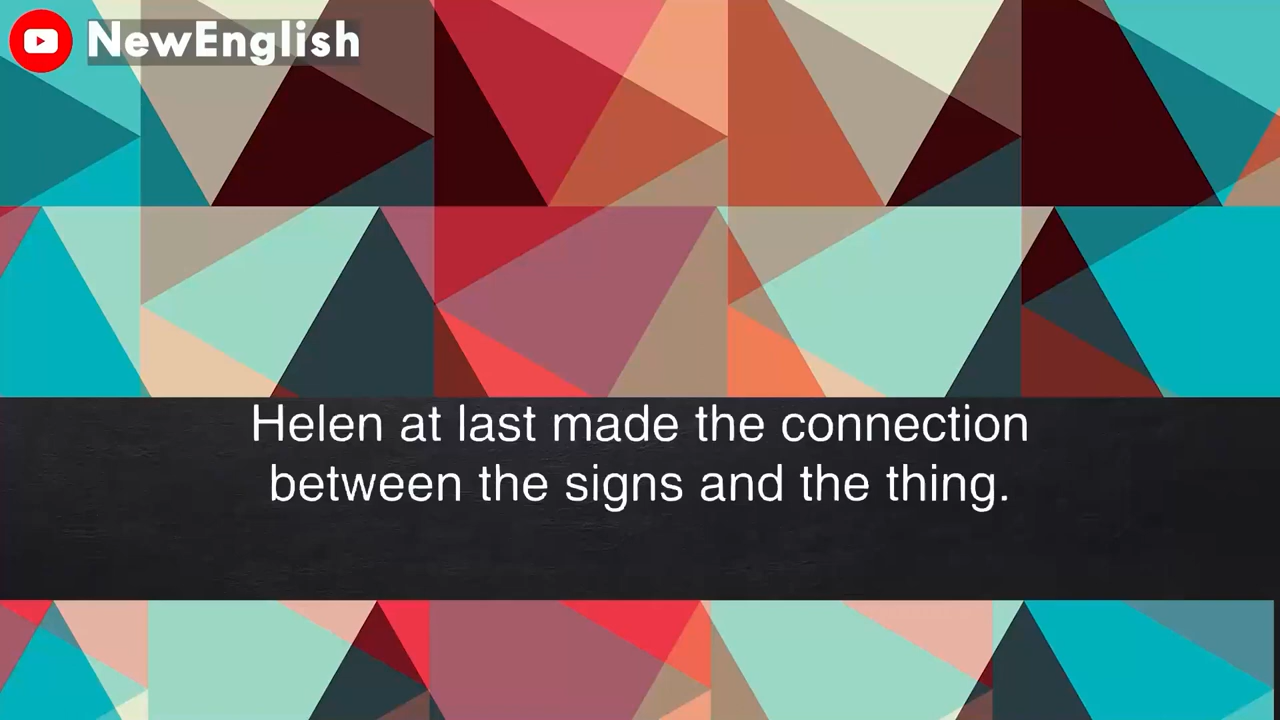 NewEnglish
Helen at last made the connection
between the signs and the thing.